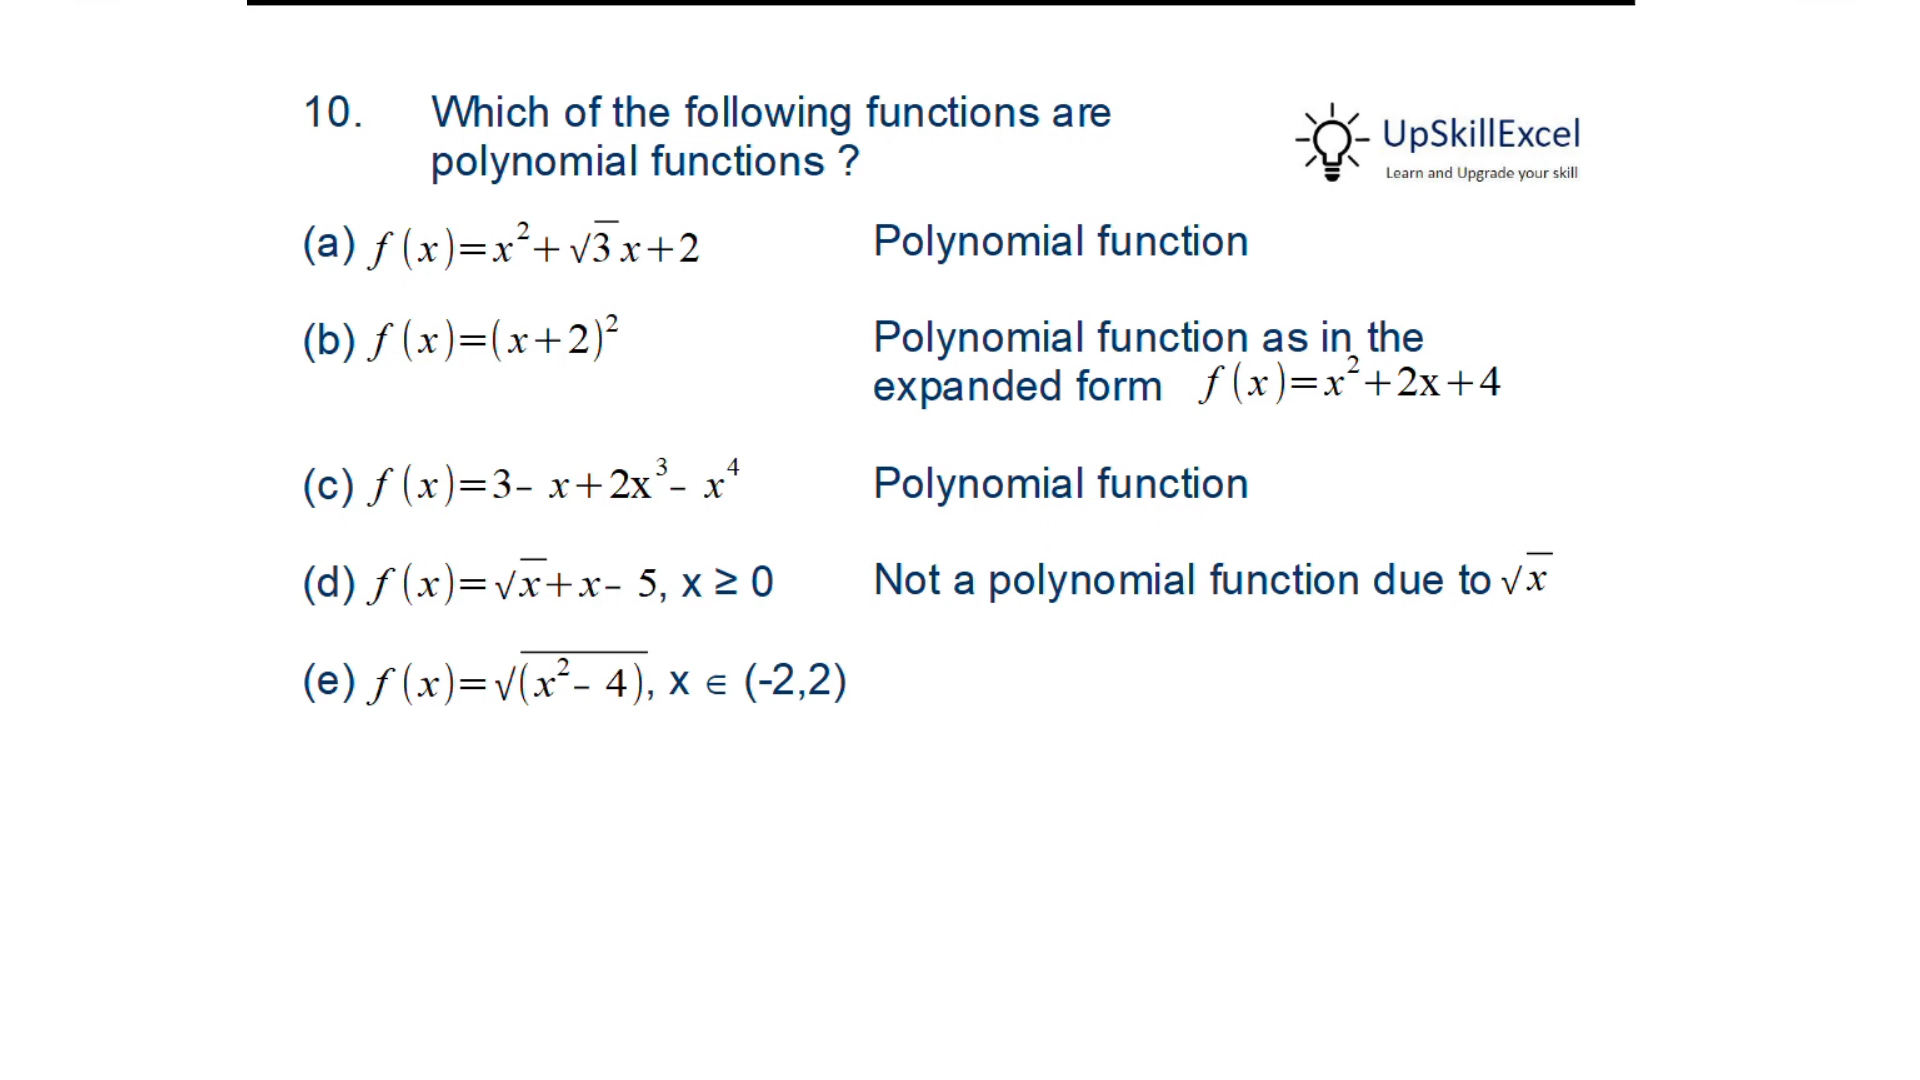 10. Which of the following functions are
polynomial functions ?
UpSkillExcel
Learn and Upgrade your skill
(a) f(x)=x²+√3x+2 Polynomial function
(b) f(x)=(x+2)² Polynomial function as in the
expanded form f(x)=x²+2x+4
(c) f(x)=3– x+2x³– x⁴ Polynomial function
(d) f(x)=√x+x– 5, x ≥ 0 Not a polynomial function due to √x
(e) f(x)=√(x²– 4), x ∊ (-2,2)